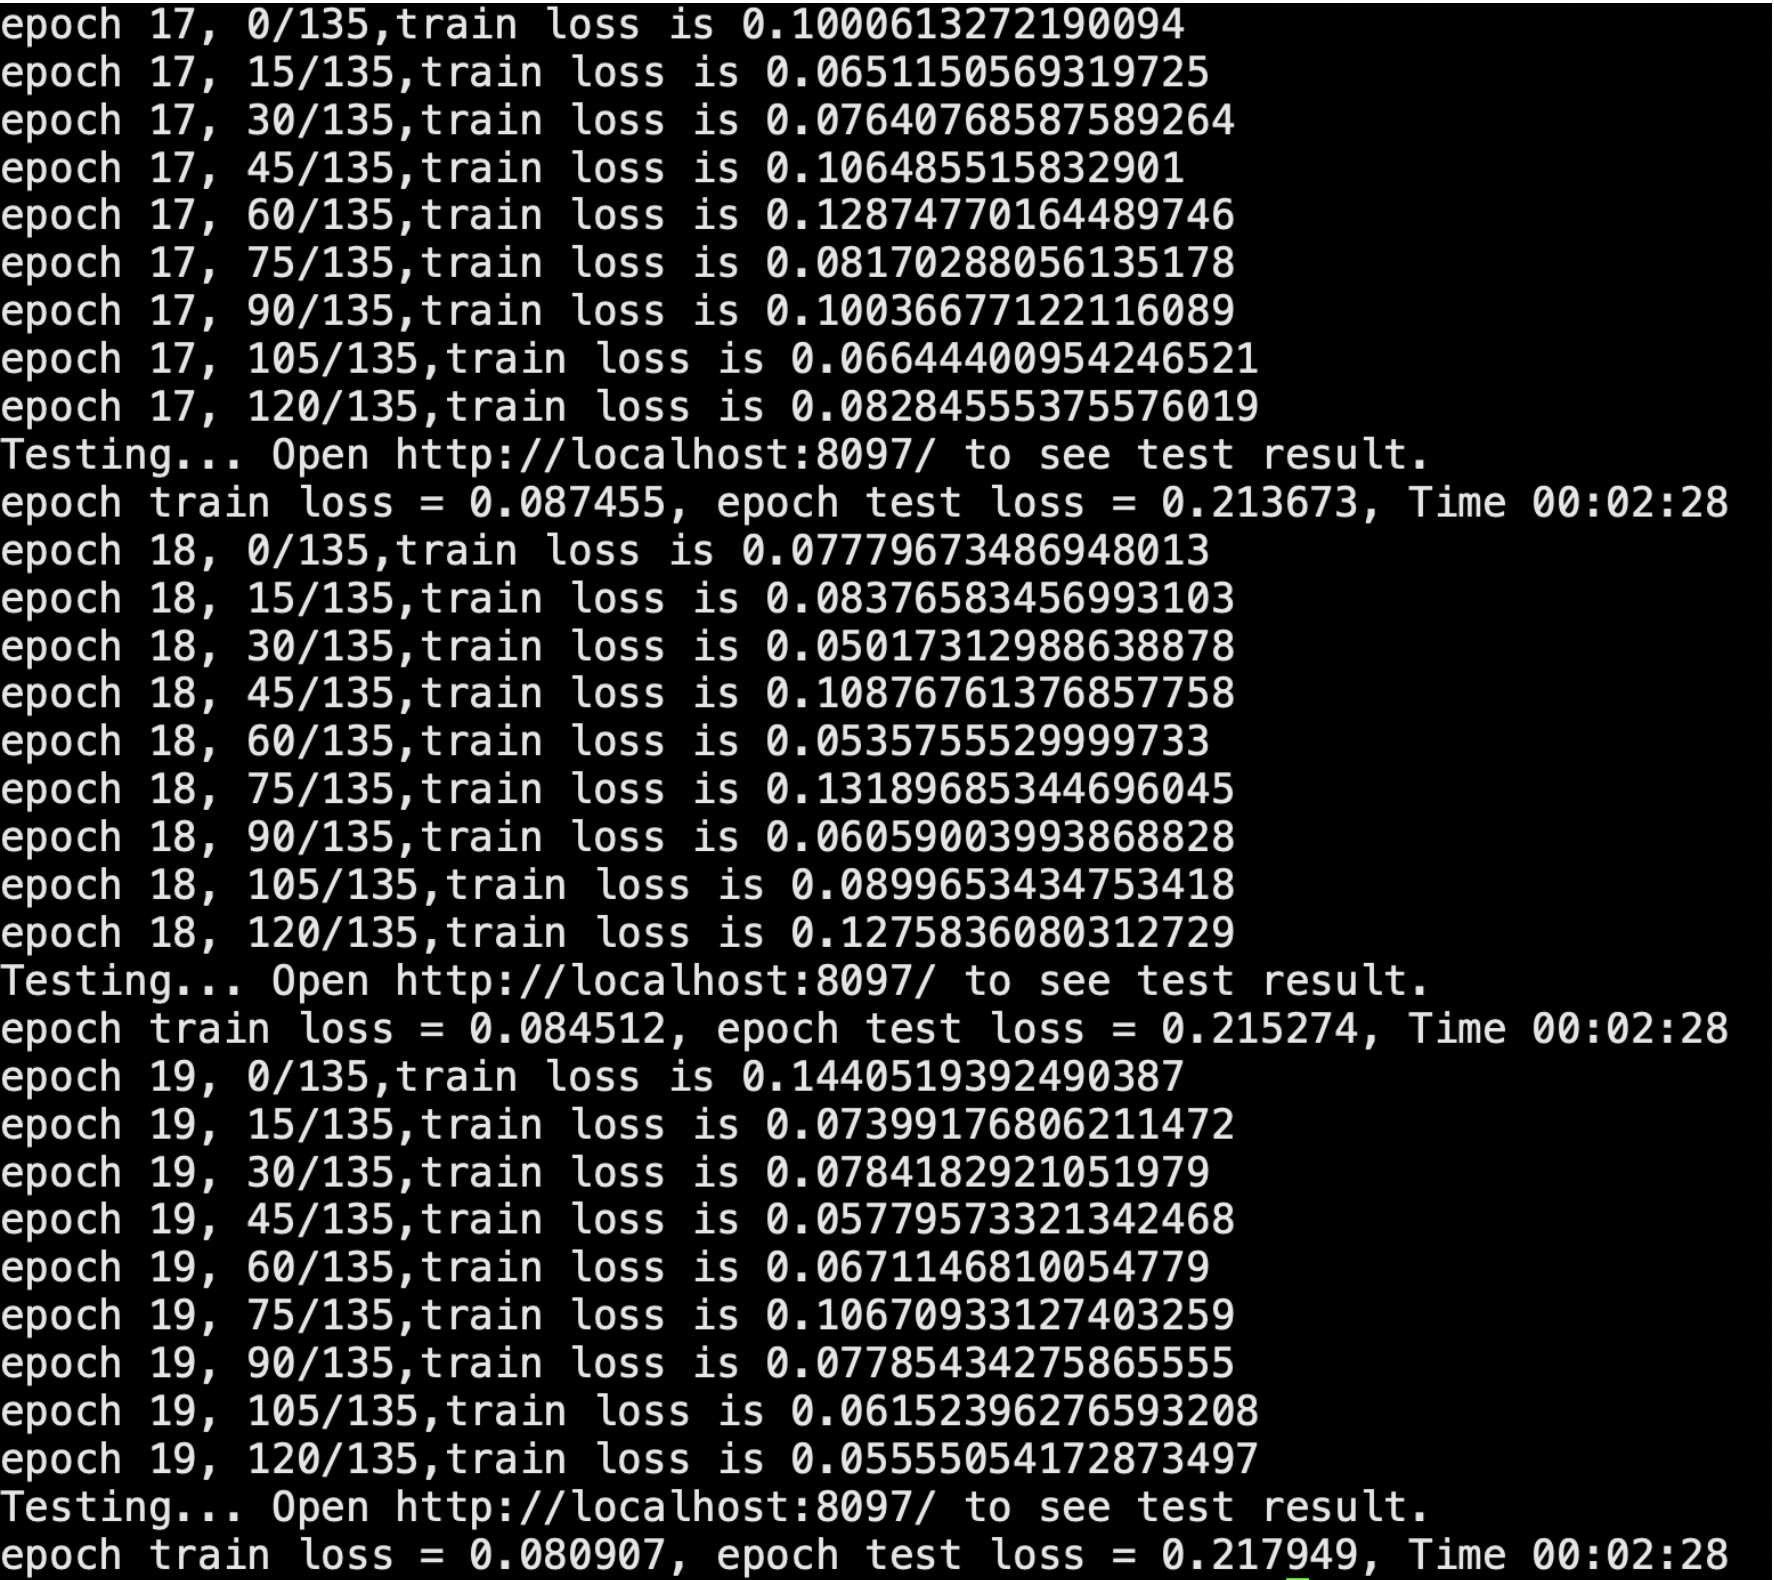 epoch 17, 0/135,train loss is 0.1000613272190094
epoch 17, 15/135,train loss is 0.0651150569319725
epoch 17, 30/135,train loss is 0.07640768587589264
epoch 17, 45/135,train loss is 0.106485515832901
epoch 17, 60/135,train loss is 0.12874770164489746
epoch 17, 75/135,train loss is 0.08170288056135178
epoch 17, 90/135,train loss is 0.10036677122116089
epoch 17, 105/135,train loss is 0.06644400954246521
epoch 17, 120/135,train loss is 0.08284555375576019
Testing... Open http://localhost:8097/ to see test result.
epoch train loss = 0.087455, epoch test loss = 0.213673, Time 00:02:28
epoch 18, 0/135,train loss is 0.07779673486948013
epoch 18, 15/135,train loss is 0.08376583456993103
epoch 18, 30/135,train loss is 0.05017312988638878
epoch 18, 45/135,train loss is 0.10876761376857758
epoch 18, 60/135,train loss is 0.0535755529999733
epoch 18, 75/135,train loss is 0.13189685344696045
epoch 18, 90/135,train loss is 0.06059003993868828
epoch 18, 105/135,train loss is 0.0899653434753418
epoch 18, 120/135,train loss is 0.1275836080312729
Testing... Open http://localhost:8097/ to see test result.
epoch train loss = 0.084512, epoch test loss = 0.215274, Time 00:02:28
epoch 19, 0/135,train loss is 0.1440519392490387
epoch 19, 15/135,train loss is 0.07399176806211472
epoch 19, 30/135,train loss is 0.0784182921051979
epoch 19, 45/135,train loss is 0.05779573321342468
epoch 19, 60/135,train loss is 0.0671146810054779
epoch 19, 75/135,train loss is 0.10670933127403259
epoch 19, 90/135,train loss is 0.07785434275865555
epoch 19, 105/135,train loss is 0.06152396276593208
epoch 19, 120/135,train loss is 0.05555054172873497
Testing... Open http://localhost:8097/ to see test result.
epoch train loss = 0.080907, epoch test loss = 0.217949, Time 00:02:28